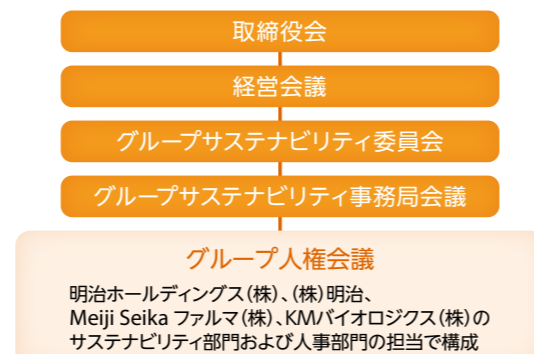 取締役会
経営会議
グループサステナビリティ委員会
グループサステナビリティ事務局会議
グループ人権会議
明治ホールディングス(株)、(株)明治、
Meiji Seika ファルマ(株)、KMバイオロジクス(株)の
サステナビリティ部門および人事部門の担当で構成